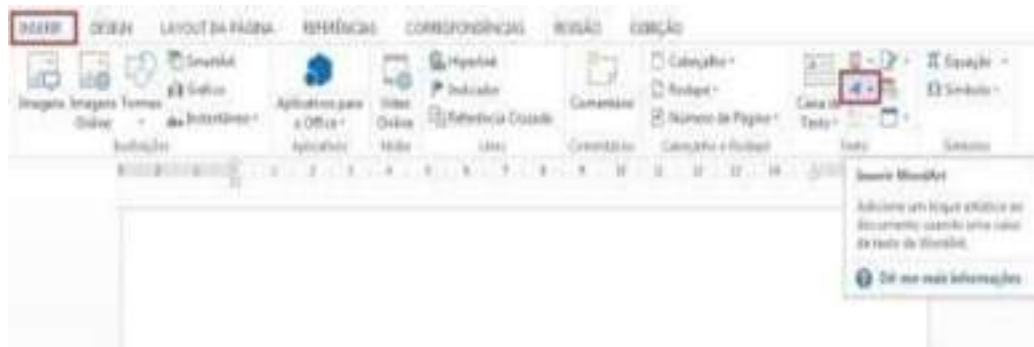 INSERIR DESIGN LAYOUT DA PÁGINA REFERÊNCIAS CORRESPONDÊNCIAS REVISÃO
Imagens Imagens Online Formas SmartArt Gráfico Instantâneo
Aplicativos para o Office
Vídeo Online
Hyperlink Indicador Referência Cruzada
Comentário
Cabeçalho Rodapé Número de Página
Caixa de Texto
Equação Símbolo
Ilustrações Aplicativos Mídia Links Comentários Cabeçalho e Rodapé Texto Símbolos
Inserir WordArt
Adicione um toque artístico ao
documento usando uma caixa
de texto de WordArt.
Dê-me mais informações